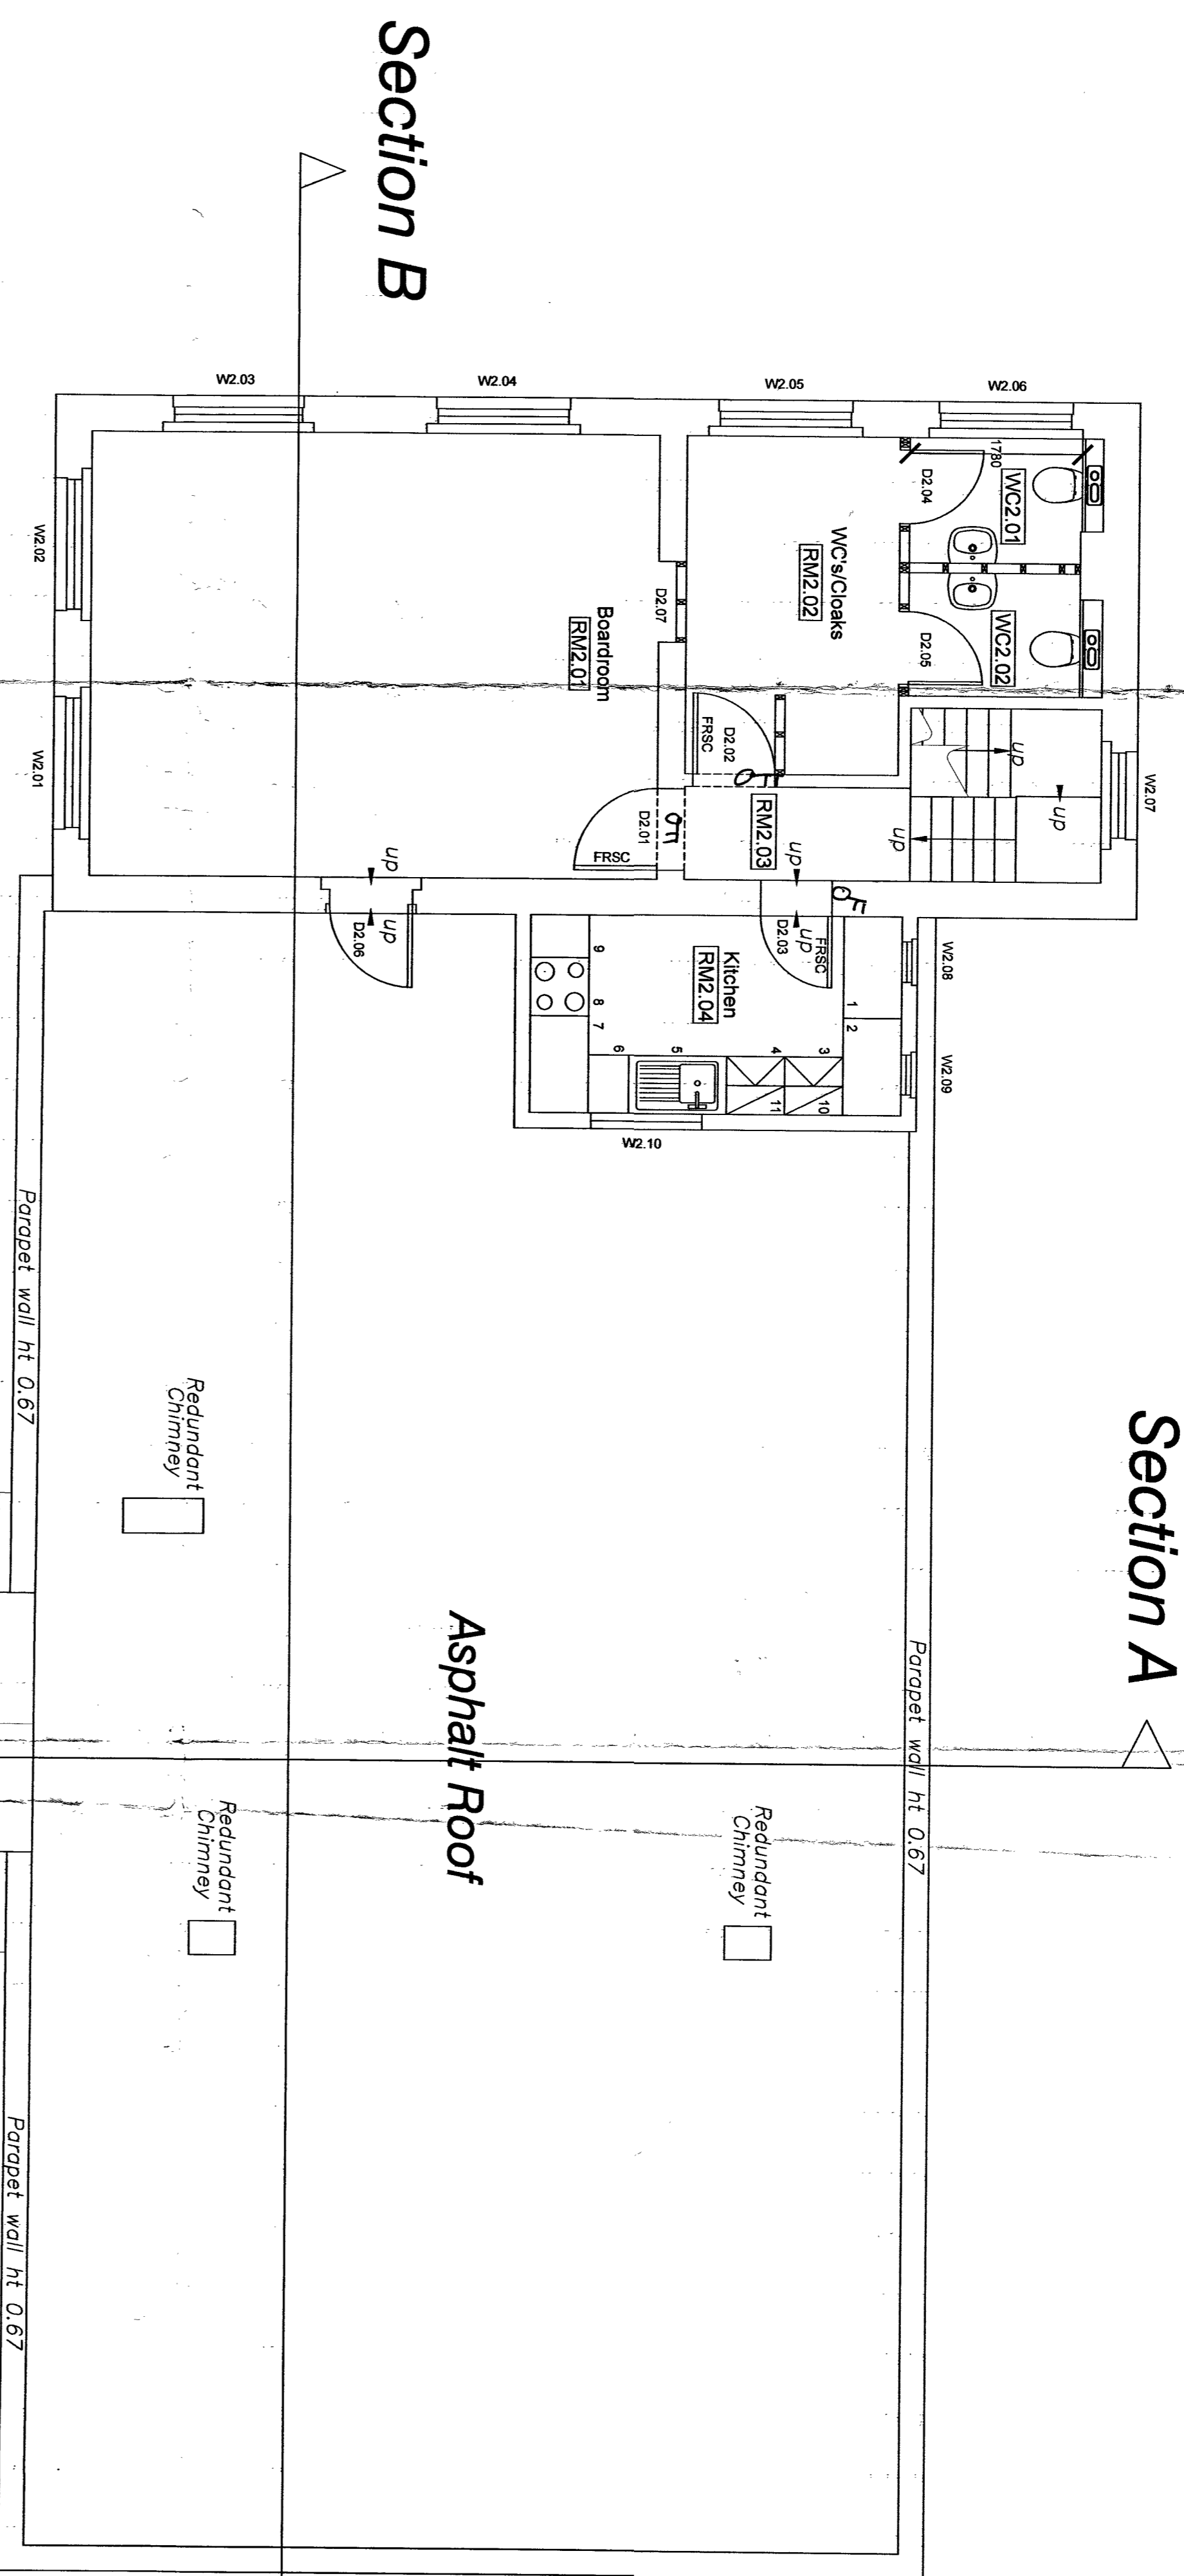 Section A
Section B
W2.03
W2.04
W2.05
W2.06
1780
WC2.01
WC2.02
D2.04
D2.05
WC's/Cloaks
RM2.02
W2.02
W2.01
Boardroom
RM2.01
D2.07
D2.02
FRSC
D2.01
FRSC
RM2.03
up
up
up
W2.07
up
up
up
up
D2.06
FRSC
D2.03
Kitchen
RM2.04
W2.08
W2.09
W2.10
1
2
3
4
5
6
7
8
9
10
11
Parapet wall ht 0.67
Redundant
Chimney
Asphalt Roof
Parapet wall ht 0.67
Redundant
Chimney
Redundant
Chimney
Parapet wall ht 0.67